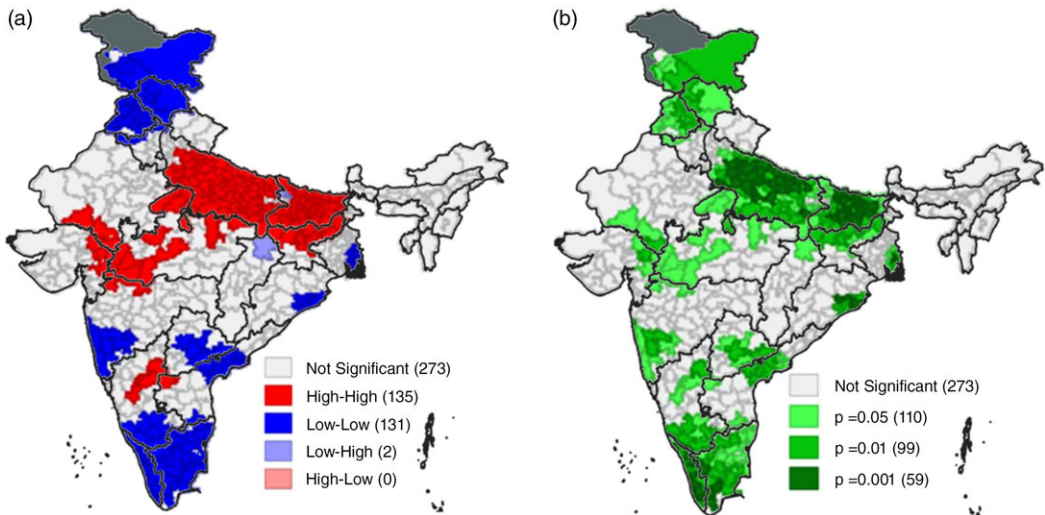 (a)
Not Significant (273)
High-High (135)
Low-Low (131)
Low-High (2)
High-Low (0)
(b)
Not Significant (273)
p =0.05 (110)
p =0.01 (99)
p =0.001 (59)